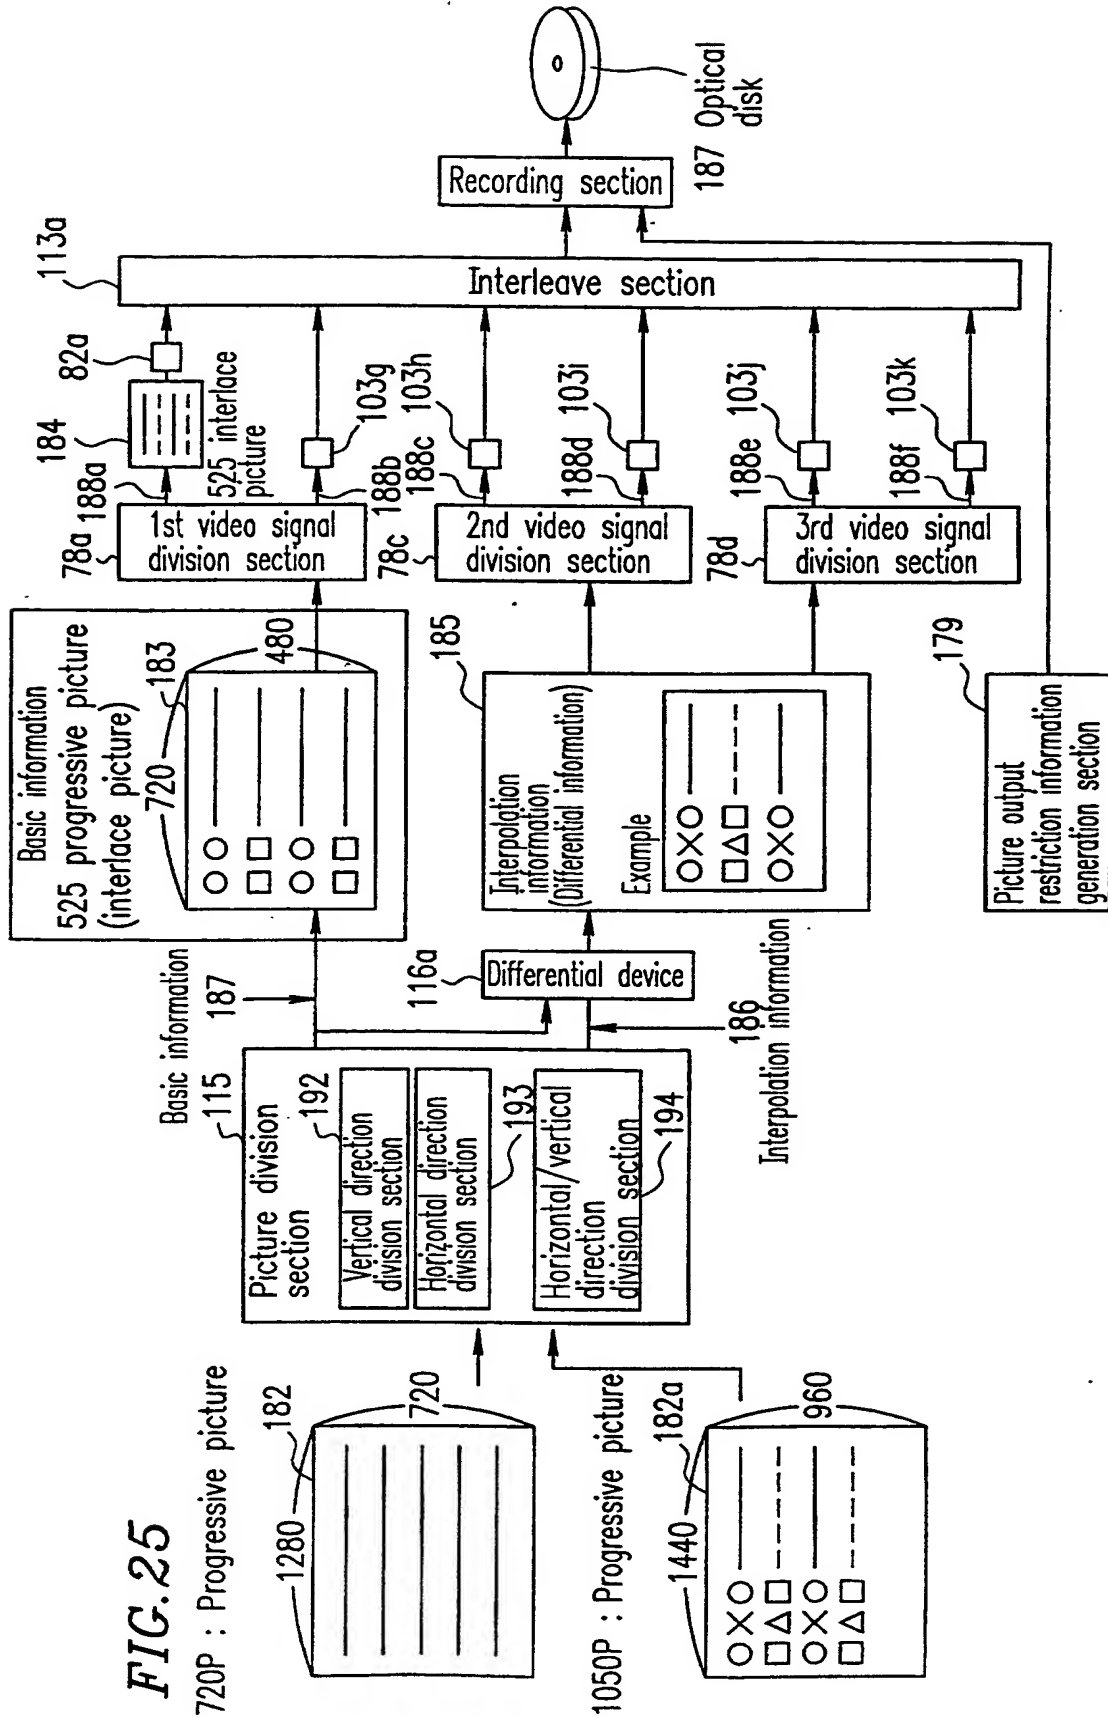 FIG.25
720P : Progressive picture
1280
182
720
1050P : Progressive picture
1440
182a
960
115
Picture division
section
192
Vertical direction
division section
Horizontal direction
division section
193
Horizontal/vertical
direction
division section
194
Basic information
187
116a
Differential device
186
Interpolation information
Basic information
525 progressive picture
(interlace picture)
720
183
480
185
Interpolation
information
(Differential information)
Example
179
Picture output
restriction information
generation section
78a
1st video signal
division section
188a
184
82a
525 interlace
picture
188b
103g
78c
2nd video signal
division section
188c
103h
188d
103i
78d
3rd video signal
division section
188e
103j
188f
103k
113a
Interleave section
Recording section
187 Optical
disk